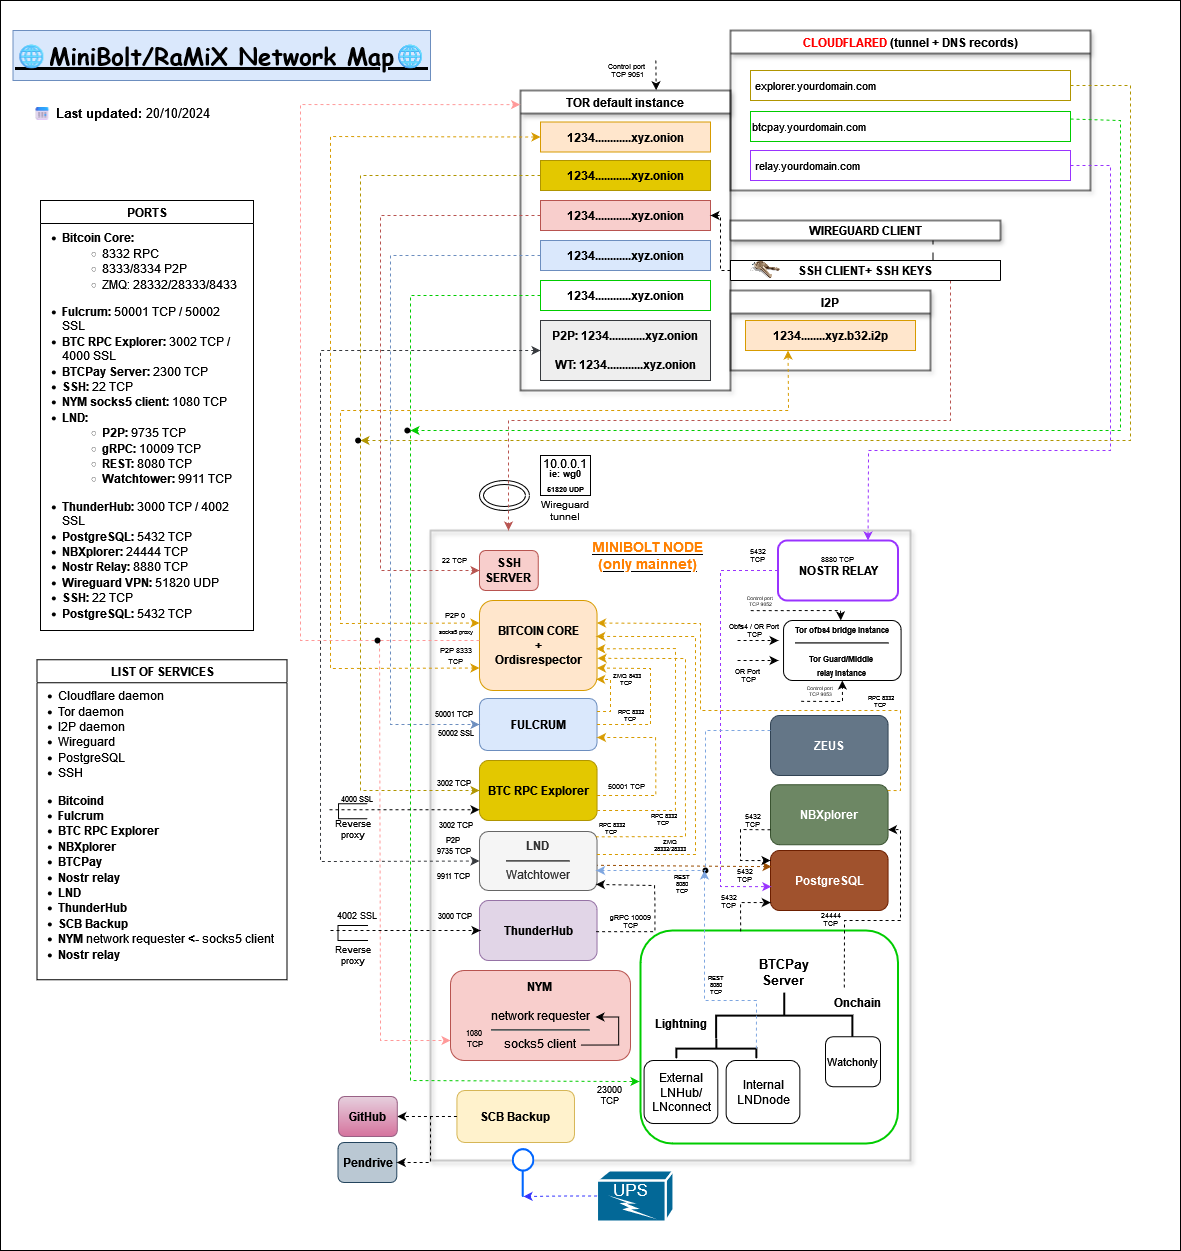 MiniBolt/RaMiX Network Map
Last updated: 20/10/2024
PORTS
Bitcoin Core:
8332 RPC
8333/8334 P2P
ZMQ: 28332/28333/8433
Fulcrum: 50001 TCP / 50002
SSL
BTC RPC Explorer: 3002 TCP /
4000 SSL
BTCPay Server: 2300 TCP
SSH: 22 TCP
NYM socks5 client: 1080 TCP
LND:
P2P: 9735 TCP
gRPC: 10009 TCP
REST: 8080 TCP
Watchtower: 9911 TCP
ThunderHub: 3000 TCP / 4002
SSL
PostgreSQL: 5432 TCP
NBXplorer: 24444 TCP
Nostr Relay: 8880 TCP
Wireguard VPN: 51820 UDP
SSH: 22 TCP
PostgreSQL: 5432 TCP
LIST OF SERVICES
Cloudflare daemon
Tor daemon
I2P daemon
Wireguard
PostgreSQL
SSH
Bitcoind
Fulcrum
BTC RPC Explorer
NBXplorer
BTCPay
Nostr relay
LND
ThunderHub
SCB Backup
NYM network requester <- socks5 client
Nostr relay
Control port
TCP 9051
TOR default instance
1234............xyz.onion
1234............xyz.onion
1234............xyz.onion
1234............xyz.onion
1234............xyz.onion
P2P: 1234............xyz.onion
WT: 1234............xyz.onion
CLOUDFLARED (tunnel + DNS records)
explorer.yourdomain.com
btcpay.yourdomain.com
relay.yourdomain.com
WIREGUARD CLIENT
SSH CLIENT+ SSH KEYS
I2P
1234........xyz.b32.i2p
10.0.0.1
ie: wg0
51820 UDP
Wireguard
tunnel
MINIBOLT NODE
(only mainnet)
22 TCP
SSH
SERVER
P2P 0
socks5 proxy
P2P 8333
TCP
BITCOIN CORE
+
Ordisrespector
ZMQ 8433
TCP
RPC 8332
TCP
50001 TCP
50002 SSL
FULCRUM
3002 TCP
BTC RPC Explorer
50001 TCP
4000 SSL
Reverse
proxy
3002 TCP
RPC 8332
TCP
RPC 8332
TCP
P2P
9735 TCP
9911 TCP
LND
Watchtower
ZMQ
28332/28333
TCP
REST
8080
TCP
4002 SSL
Reverse
proxy
3000 TCP
ThunderHub
gRPC 10009
TCP
NYM
network requester
1080
TCP
socks5 client
SCB Backup
GitHub
Pendrive
UPS
5432
TCP
8880 TCP
NOSTR RELAY
Control port
TCP 9052
Obfs4 / OR Port
TCP
Tor ofbs4 bridge instance
OR Port
TCP
Tor Guard/Middle
relay instance
Control port
TCP 9053
RPC 8332
TCP
ZEUS
NBXplorer
5432
TCP
PostgreSQL
5432
TCP
5432
TCP
24444
TCP
BTCPay
Server
REST
8080
TCP
Onchain
Lightning
Watchonly
External
LNHub/
LNconnect
Internal
LNDnode
23000
TCP